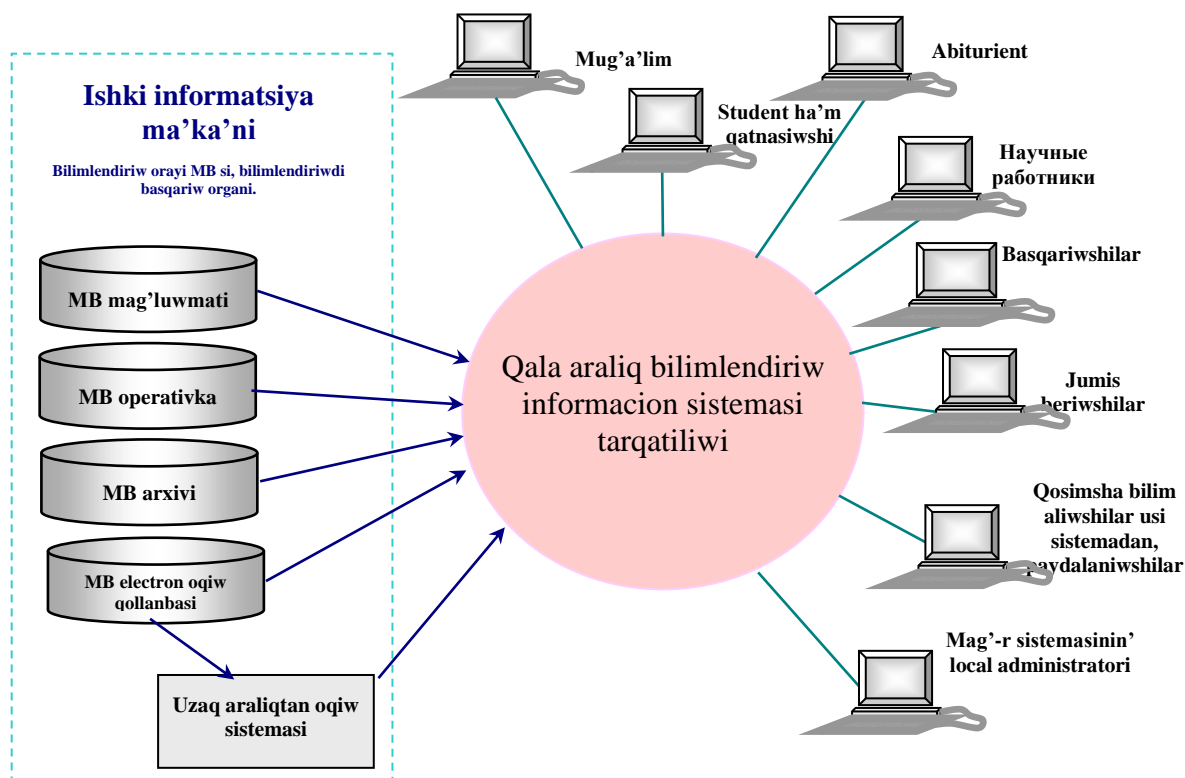 Ishki informatsiya
ma’ka’ni
Bilimlendiriw orayi MB si, bilimlendiriwdi
basqariw organi.
MB mag’luwmati
MB operativka
MB arxivi
MB electron oqiw
qollanbasi
Uzaq araliqtan oqiw
sistemasi
Qala araliq bilimlendiriw
informacion sistemasi
tarqatiliwi
Mug’a’lim
Student ha’m
qatnasiwshi
Abiturient
Научные
работники
Basqariwshilar
Jumis
beriwshilar
Qosimsha bilim
aliwshilar usi
sistemadan,
paydalaniwshilar
Mag’-r sistemasinin’
local administratori